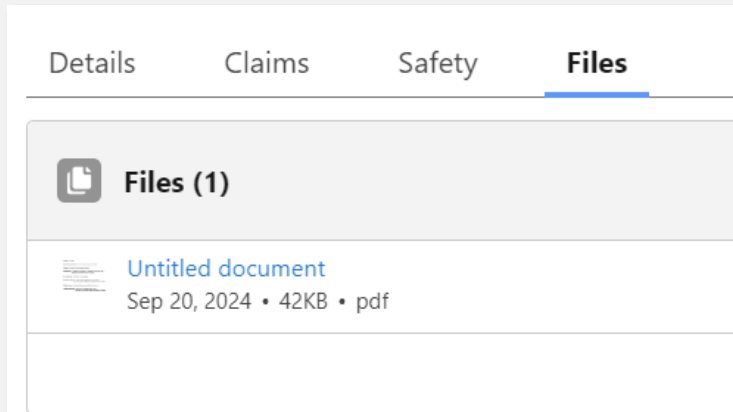 Details Claims Safety Files
Files (1)
Untitled document
Sep 20, 2024 • 42KB • pdf